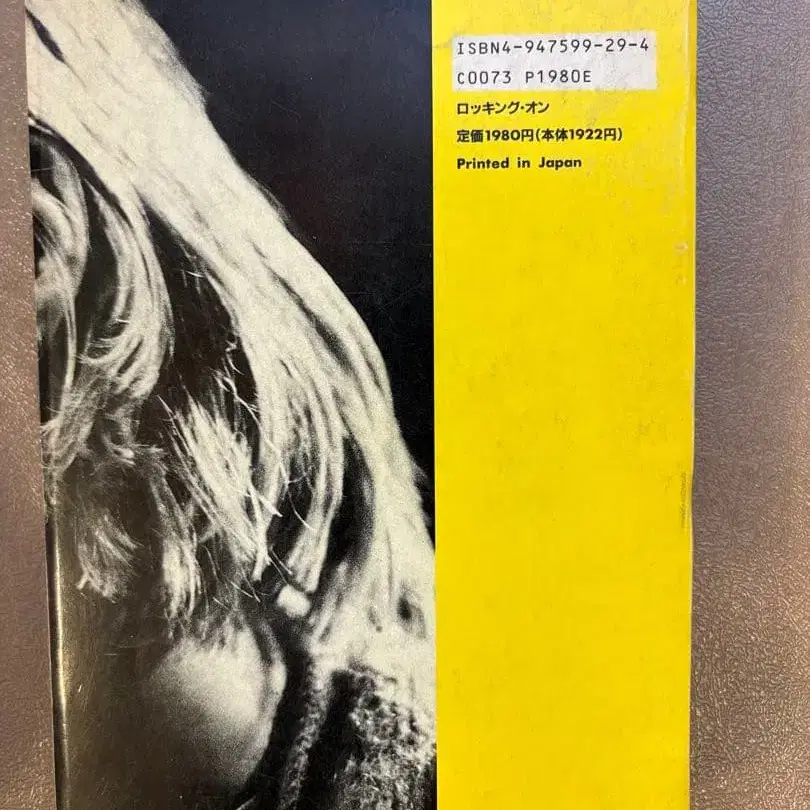 ISBN4-947599-29-4
C0073 P1980E
ロッキング・オン
定価1980円(本体1922円)
Printed in Japan